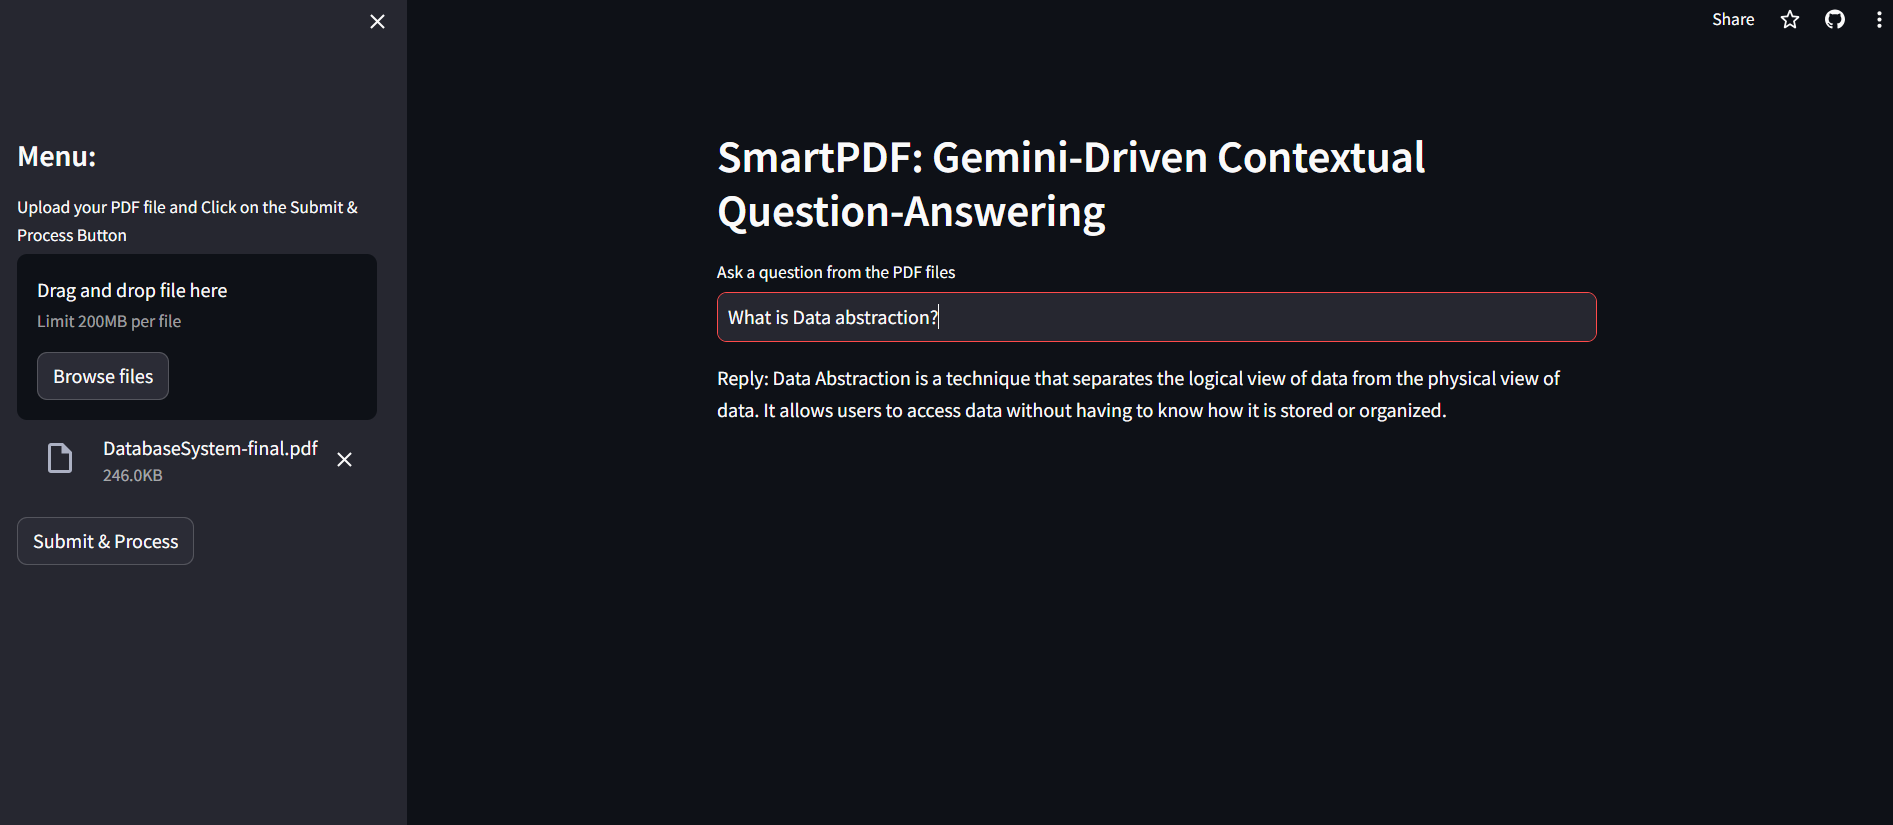 Share
Menu:
Upload your PDF file and Click on the Submit &
Process Button
Drag and drop file here
Limit 200MB per file
Browse files
DatabaseSystem-final.pdf
246.0KB
Submit & Process
SmartPDF: Gemini-Driven Contextual
Question-Answering
Ask a question from the PDF files
What is Data abstraction?
Reply: Data Abstraction is a technique that separates the logical view of data from the physical view of
data. It allows users to access data without having to know how it is stored or organized.